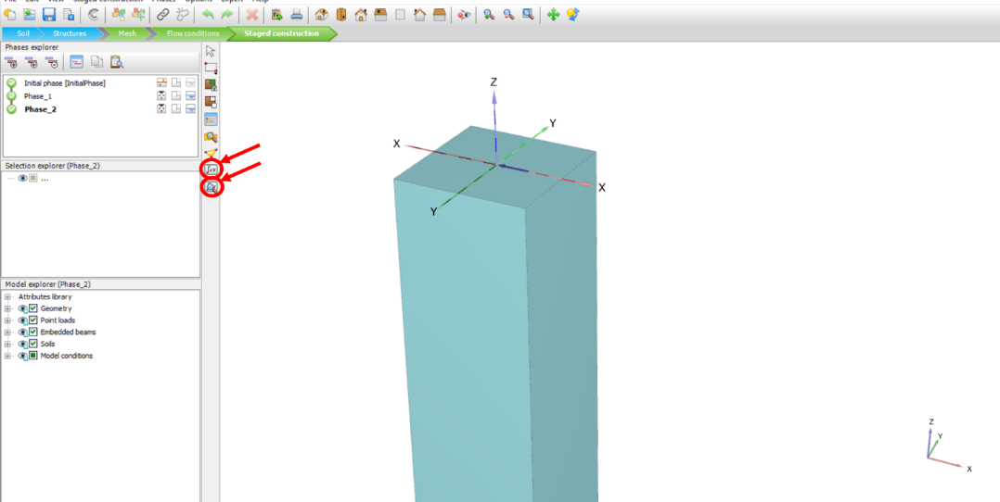 File Edit View Staged construction Phases Options Expert Help
Soil Structures Mesh Flow conditions Staged construction
Phases explorer
Initial phase [InitialPhase]
Phase_1
Phase_2
Selection explorer (Phase_2)
...
Model explorer (Phase_2)
Attributes library
Geometry
Point loads
Embedded beams
Soils
Model conditions
Z
Y
X
X
Y
Z
Y
X